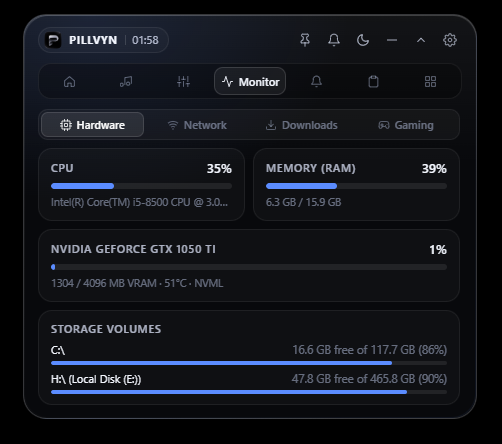 PILLVYN 01:58
Monitor
Hardware Network Downloads Gaming
CPU 35%
Intel(R) Core(TM) i5-8500 CPU @ 3.0...
MEMORY (RAM) 39%
6.3 GB / 15.9 GB
NVIDIA GEFORCE GTX 1050 TI 1%
1304 / 4096 MB VRAM · 51°C · NVML
STORAGE VOLUMES
C:\ 16.6 GB free of 117.7 GB (86%)
H:\ (Local Disk (E:)) 47.8 GB free of 465.8 GB (90%)